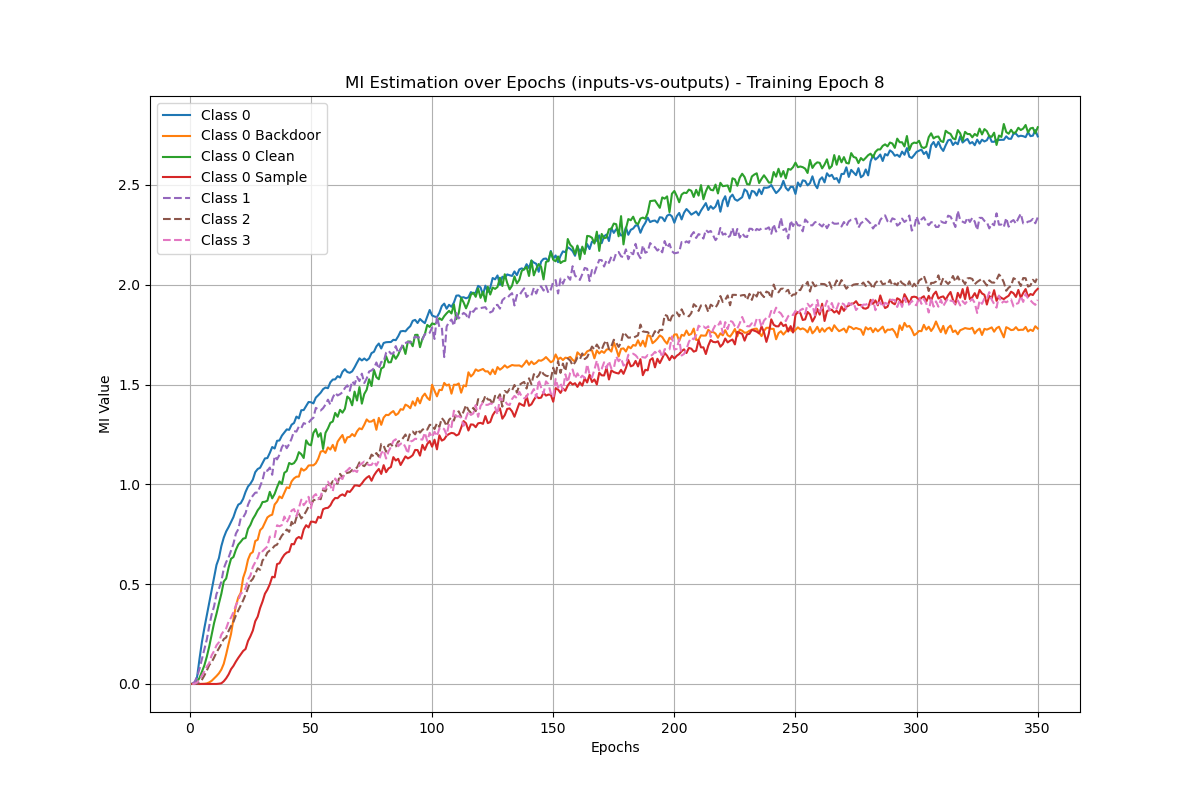 MI Estimation over Epochs (inputs-vs-outputs) - Training Epoch 8
Class 0
Class 0 Backdoor
Class 0 Clean
Class 0 Sample
Class 1
Class 2
Class 3
2.5
2.0
1.5
1.0
0.5
0.0
MI Value
0 50 100 150 200 250 300 350
Epochs